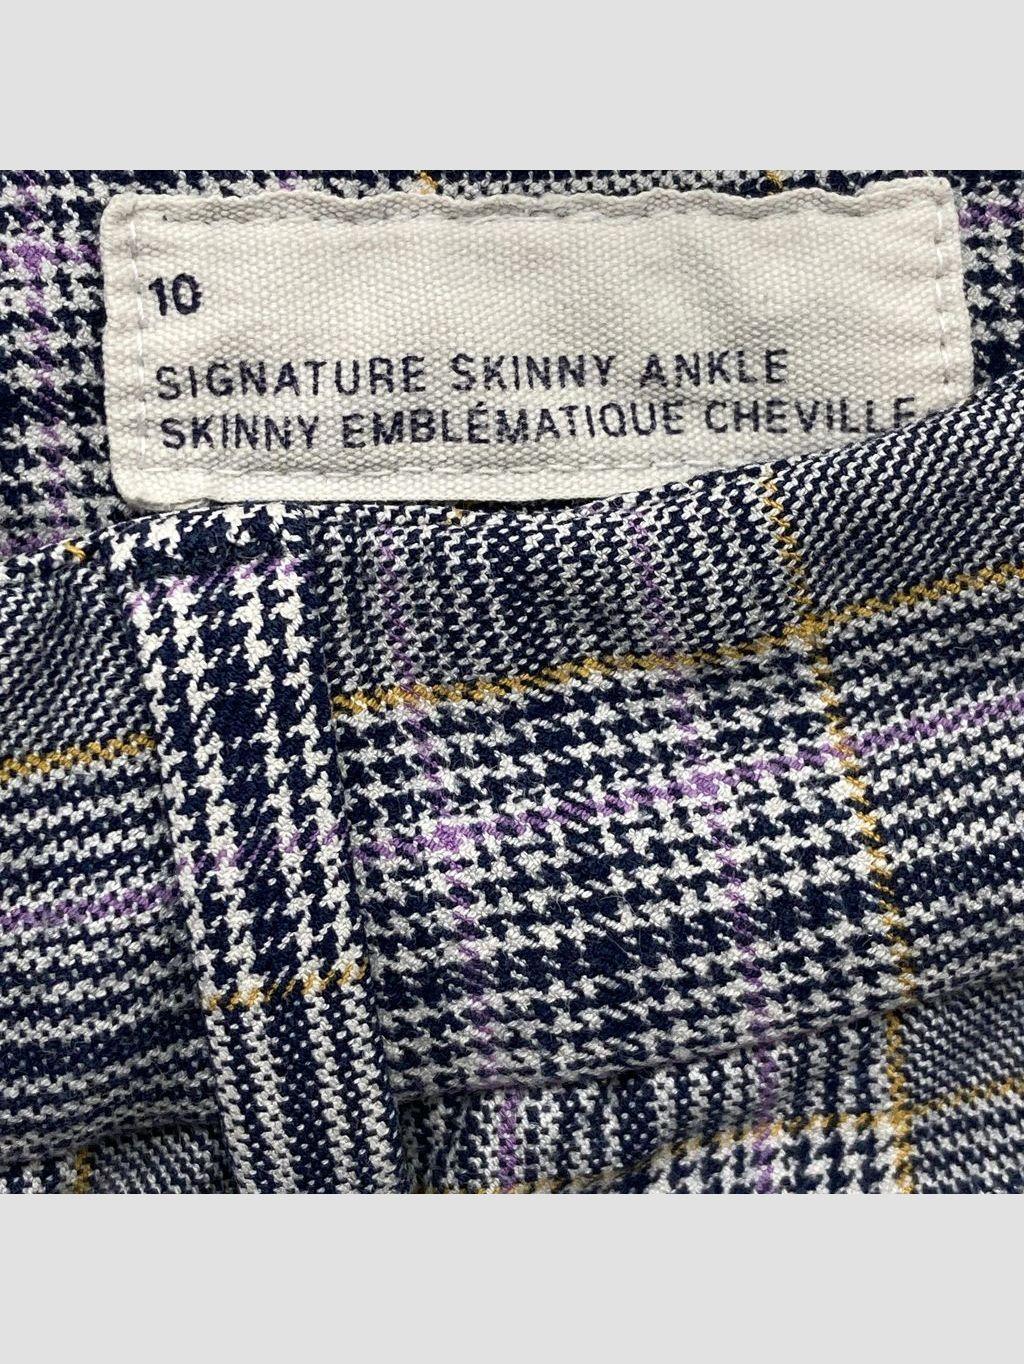 10
SIGNATURE SKINNY ANKLE
SKINNY EMBLÉMATIQUE CHEVILLE